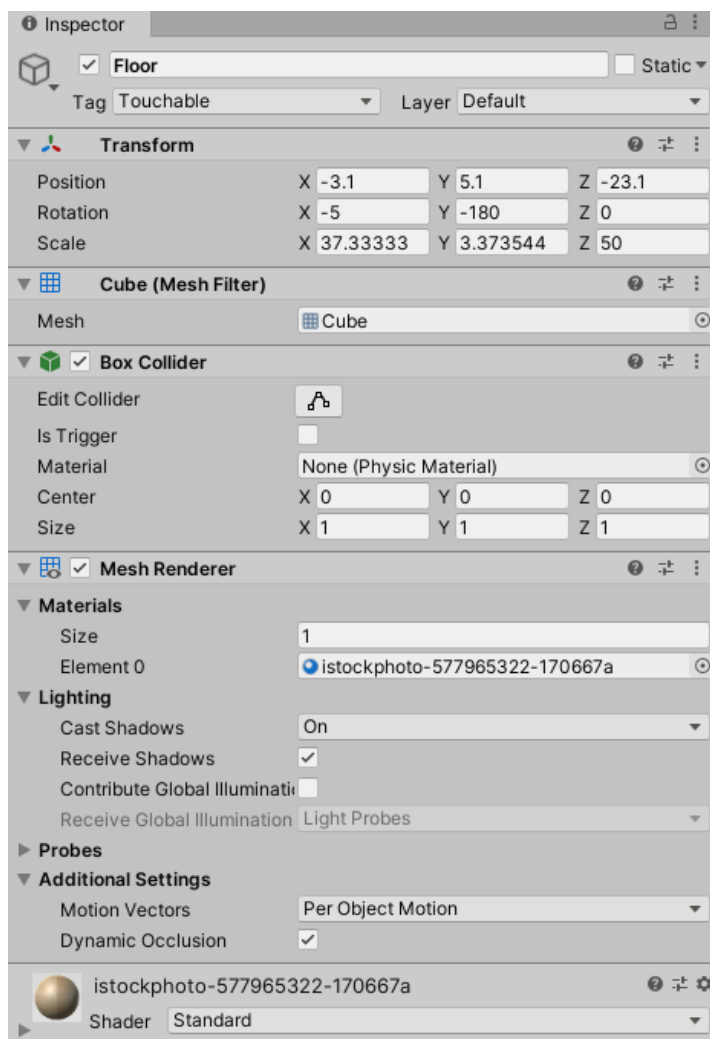 Inspector
Floor Static
Tag Touchable Layer Default
Transform
Position X -3.1 Y 5.1 Z -23.1
Rotation X -5 Y -180 Z 0
Scale X 37.33333 Y 3.373544 Z 50
Cube (Mesh Filter)
Mesh Cube
Box Collider
Edit Collider
Is Trigger
Material None (Physic Material)
Center X 0 Y 0 Z 0
Size X 1 Y 1 Z 1
Mesh Renderer
Materials
Size 1
Element 0 istockphoto-577965322-170667a
Lighting
Cast Shadows On
Receive Shadows
Contribute Global Illuminati
Receive Global Illumination Light Probes
Probes
Additional Settings
Motion Vectors Per Object Motion
Dynamic Occlusion
istockphoto-577965322-170667a
Shader Standard